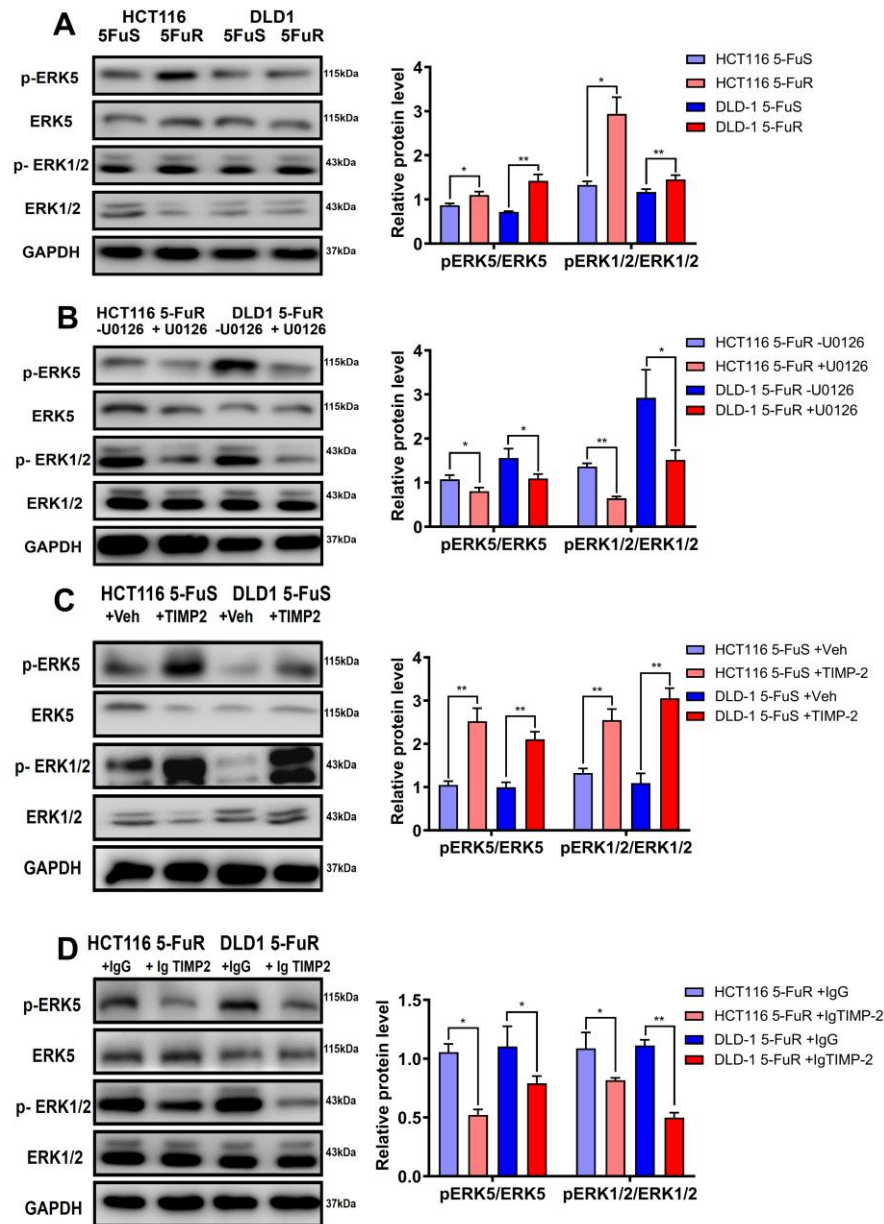 A
HCT116 DLD1
5FuS 5FuR 5FuS 5FuR
p-ERK5 115kDa
ERK5 115kDa
p- ERK1/2 43kDa
ERK1/2 43kDa
GAPDH 37kDa
Relative protein level
4
3
2
1
0
* ** * **
pERK5/ERK5 pERK1/2/ERK1/2
HCT116 5-FuS
HCT116 5-FuR
DLD-1 5-FuS
DLD-1 5-FuR
B
HCT116 5-FuR DLD1 5-FuR
-U0126 + U0126 -U0126 + U0126
p-ERK5 115kDa
ERK5 115kDa
p- ERK1/2 43kDa
ERK1/2 43kDa
GAPDH 37kDa
Relative protein level
4
3
2
1
0
* * ** *
pERK5/ERK5 pERK1/2/ERK1/2
HCT116 5-FuR -U0126
HCT116 5-FuR +U0126
DLD-1 5-FuR -U0126
DLD-1 5-FuR +U0126
C
HCT116 5-FuS DLD1 5-FuS
+Veh +TIMP2 +Veh +TIMP2
p-ERK5 115kDa
ERK5 115kDa
p- ERK1/2 43kDa
ERK1/2 43kDa
GAPDH 37kDa
Relative protein level
4
3
2
1
0
** ** ** **
pERK5/ERK5 pERK1/2/ERK1/2
HCT116 5-FuS +Veh
HCT116 5-FuS +TIMP-2
DLD-1 5-FuS +Veh
DLD-1 5-FuS +TIMP-2
D
HCT116 5-FuR DLD1 5-FuR
+IgG + Ig TIMP2 +IgG + Ig TIMP2
p-ERK5 115kDa
ERK5 115kDa
p- ERK1/2 43kDa
ERK1/2 43kDa
GAPDH 37kDa
Relative protein level
1.5
1.0
0.5
0.0
* * * **
pERK5/ERK5 pERK1/2/ERK1/2
HCT116 5-FuR +IgG
HCT116 5-FuR +IgTIMP-2
DLD-1 5-FuR +IgG
DLD-1 5-FuR +IgTIMP-2